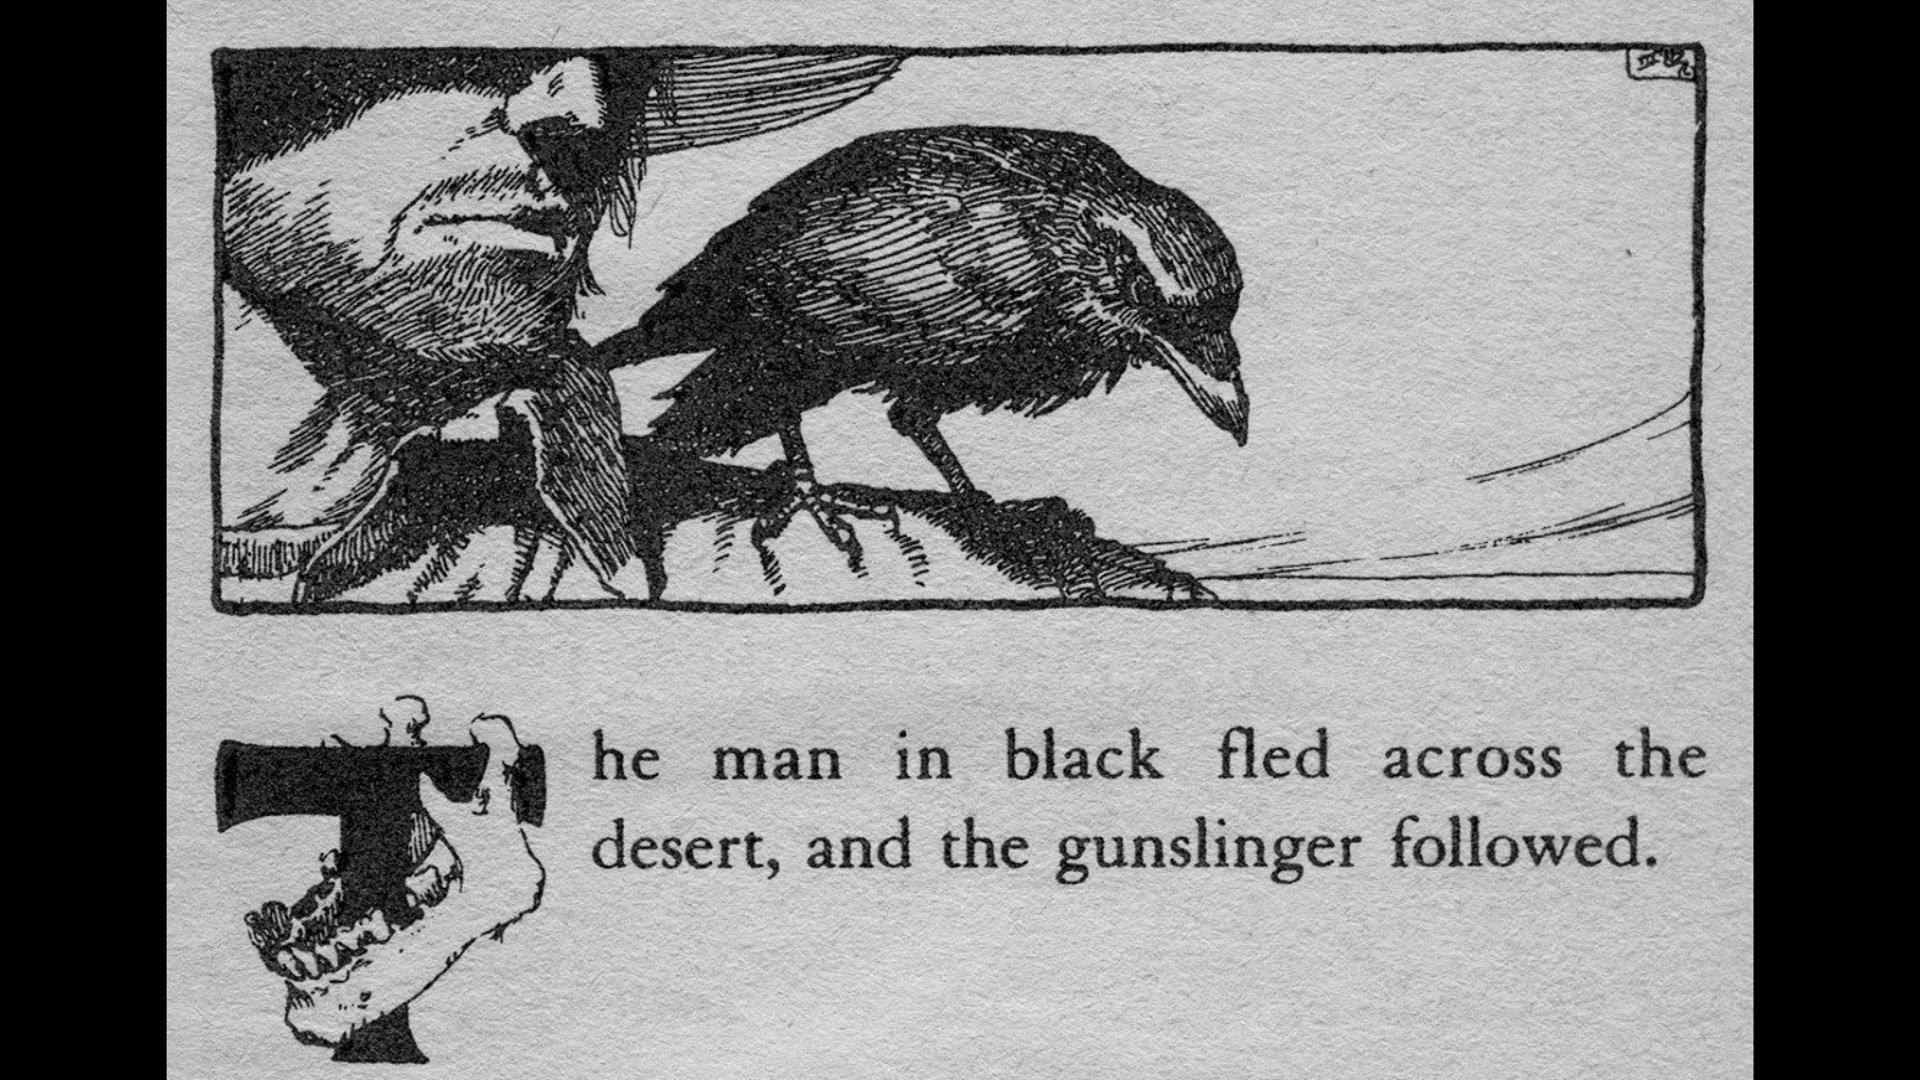 The man in black fled across the
desert, and the gunslinger followed.